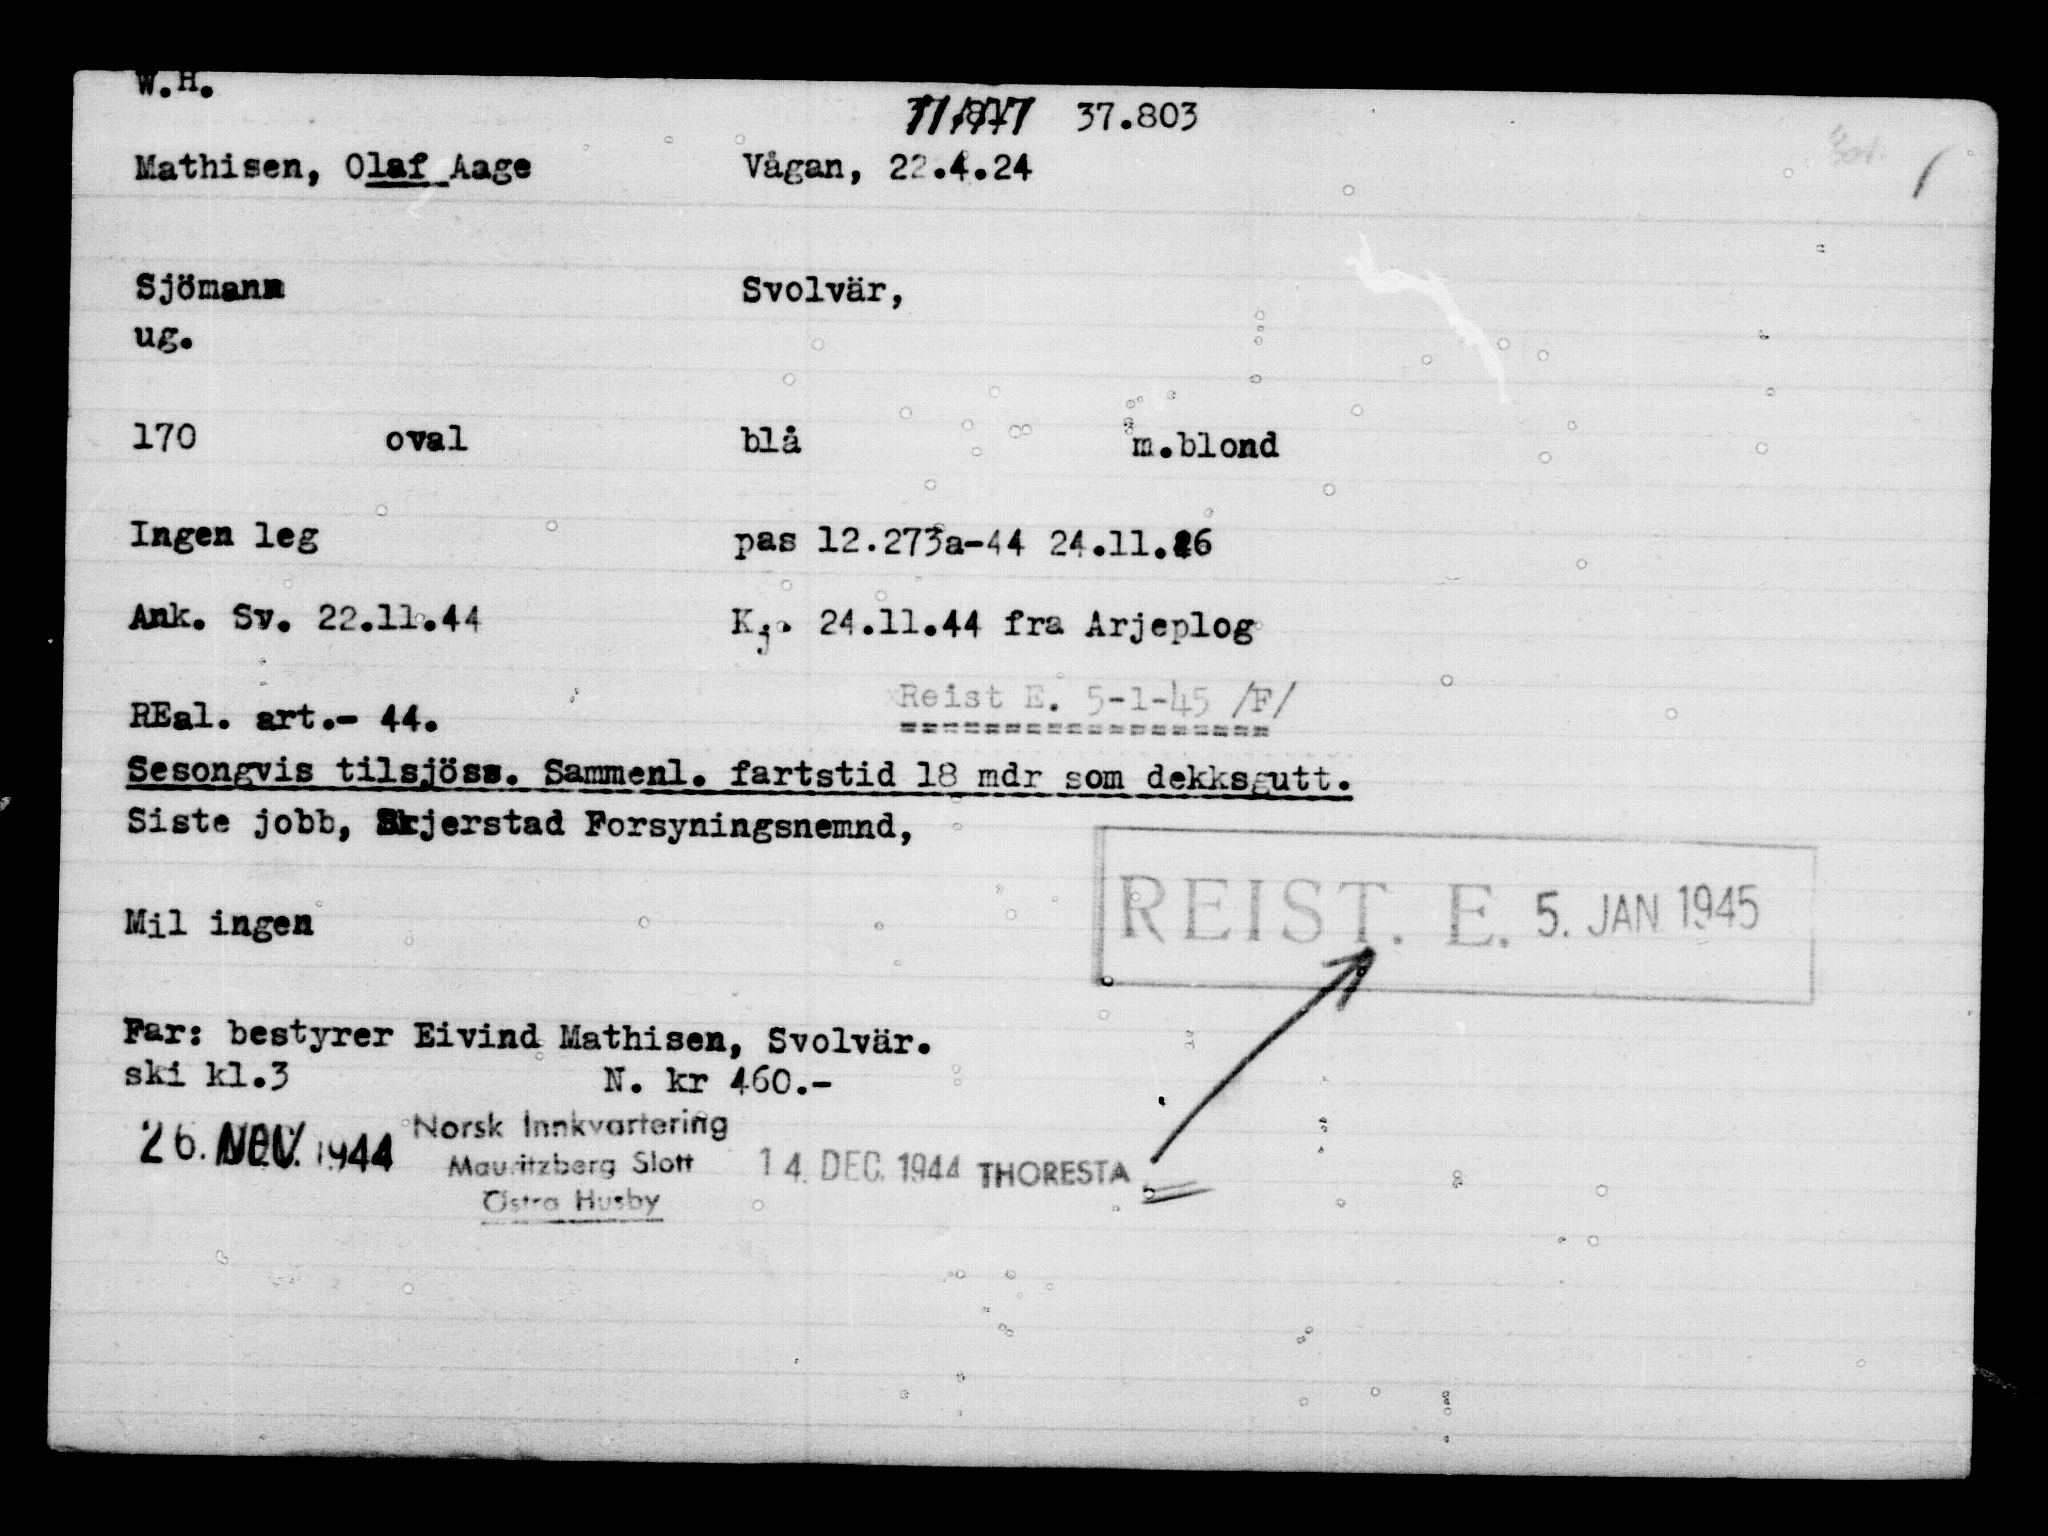 W.H.
37.803
Mathisen, Olaf Aage Vågan, 22.4.24
Sjömann Svolvär,
ug.
170 oval blå m.blond
Ingen leg pas 12.273a-44 24.11.26
Ank. Sv. 22.11.44 Kj. 24.11.44 fra Arjeplog
Reist E. 5-1-45 /F/
==================
REal. art.- 44.
Sesongvis tilsjöss. Sammenl. fartstid 18 mdr som dekksgutt.
Siste jobb, Skjerstad Forsyningsnemnd,
REIST. E. 5. JAN 1945
Mil ingen
Far: bestyrer Eivind Mathisen, Svolvär.
ski kl.3 N. kr 460.-
26. NOV. 1944 Norsk Innkvartering
Mauritzberg Slott
Östra Husby
14. DEC. 1944 THORESTA